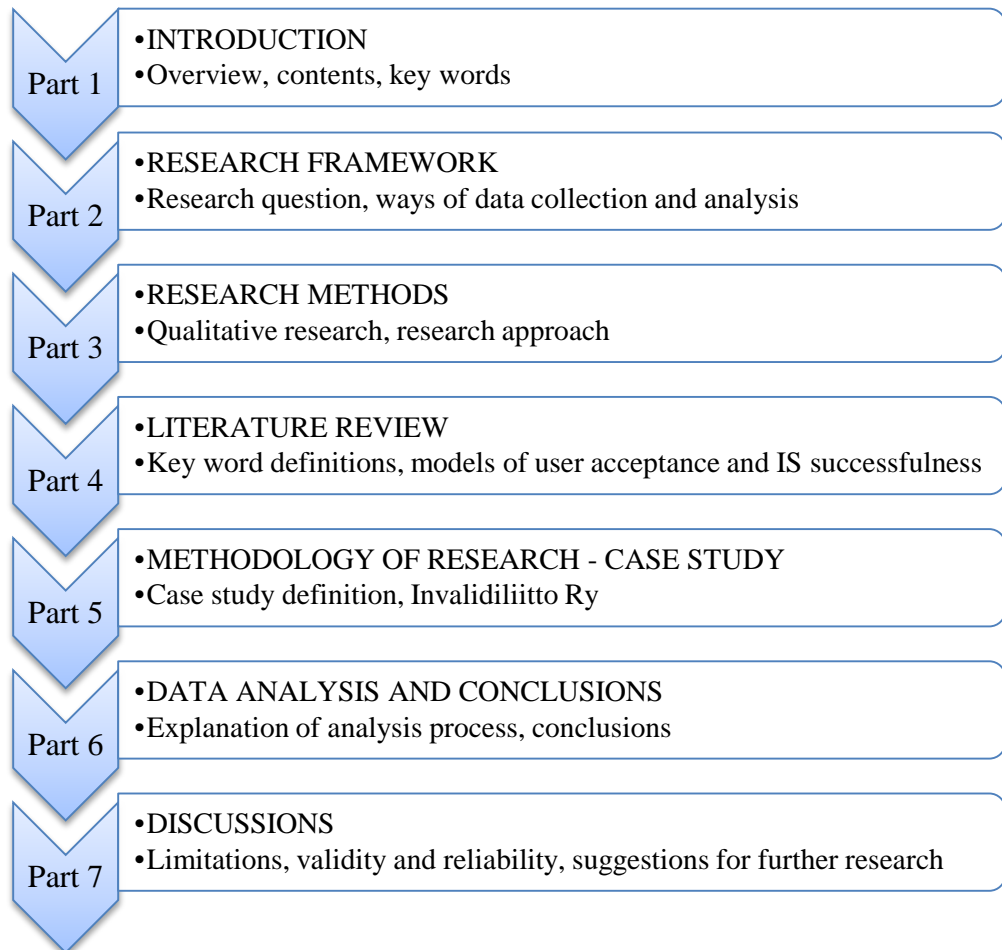 Part 1
•INTRODUCTION
•Overview, contents, key words
Part 2
•RESEARCH FRAMEWORK
•Research question, ways of data collection and analysis
Part 3
•RESEARCH METHODS
•Qualitative research, research approach
Part 4
•LITERATURE REVIEW
•Key word definitions, models of user acceptance and IS successfulness
Part 5
•METHODOLOGY OF RESEARCH - CASE STUDY
•Case study definition, Invalidiliitto Ry
Part 6
•DATA ANALYSIS AND CONCLUSIONS
•Explanation of analysis process, conclusions
Part 7
•DISCUSSIONS
•Limitations, validity and reliability, suggestions for further research